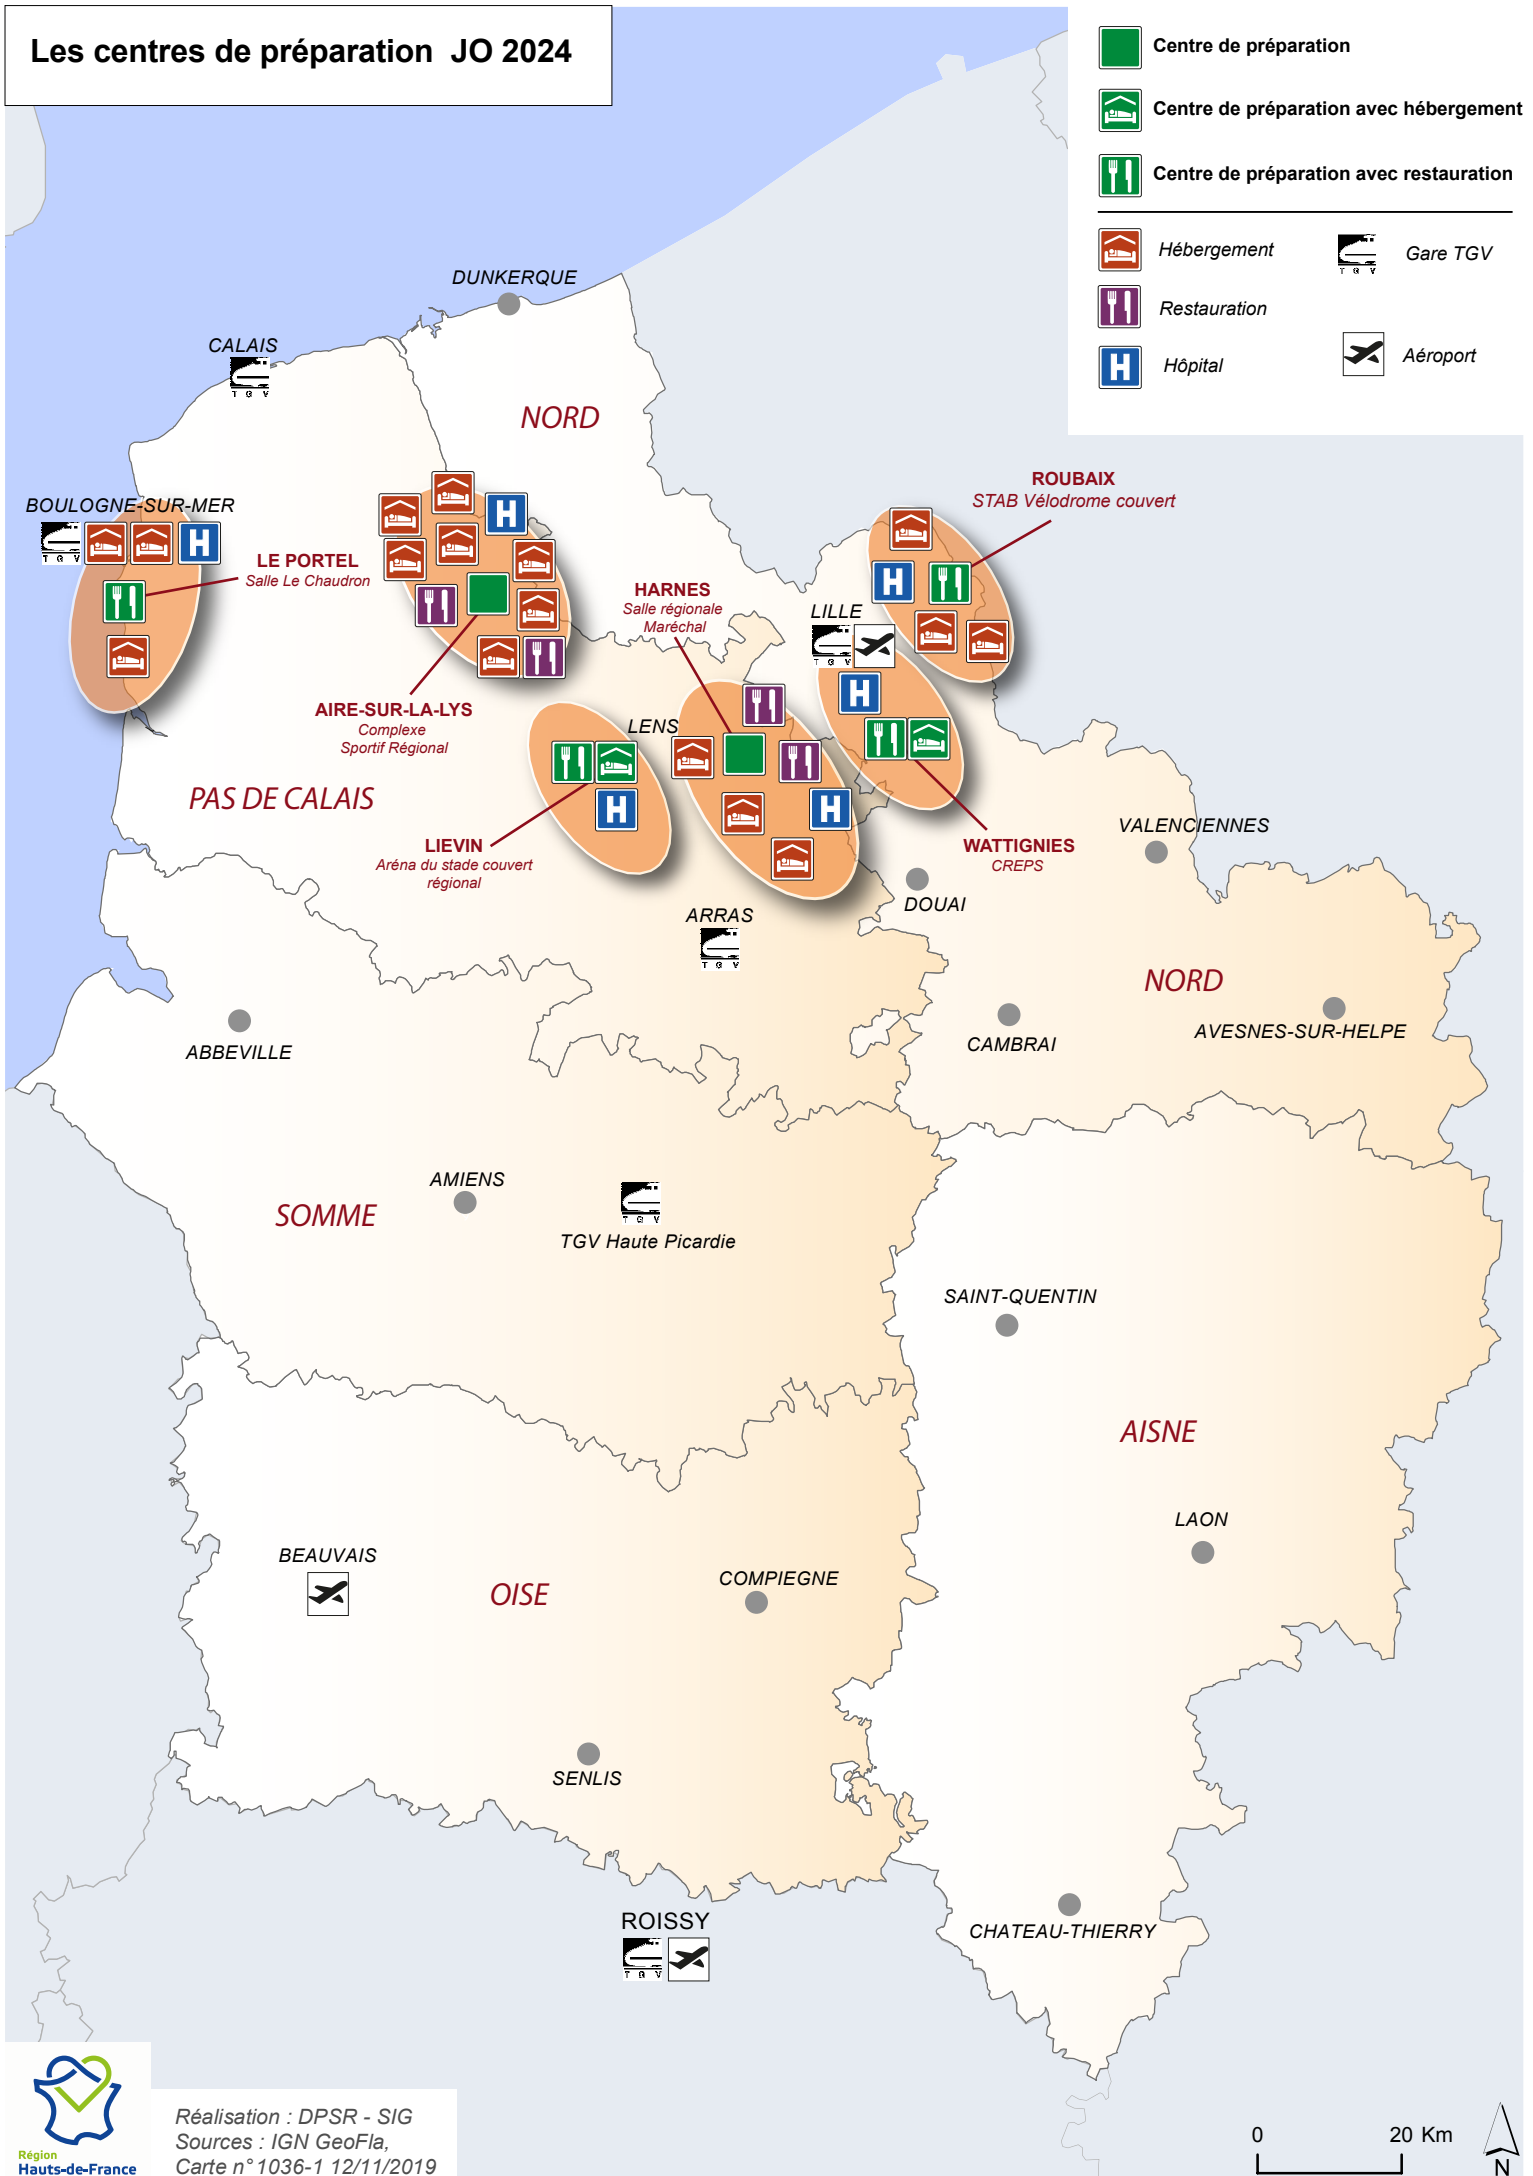 Les centres de préparation JO 2024
Centre de préparation
Centre de préparation avec hébergement
Centre de préparation avec restauration
Hébergement
Gare TGV
T G V
Restauration
H
Hôpital
Aéroport
DUNKERQUE
CALAIS
T G V
NORD
BOULOGNE-SUR-MER
T G V
H
LE PORTEL
Salle Le Chaudron
H
ROUBAIX
STAB Vélodrome couvert
H
HARNES
Salle régionale
Maréchal
LILLE
T G V
H
AIRE-SUR-LA-LYS
Complexe
Sportif Régional
LENS
H
H
PAS DE CALAIS
LIEVIN
Aréna du stade couvert
régional
WATTIGNIES
CREPS
VALENCIENNES
DOUAI
ARRAS
T G V
NORD
ABBEVILLE
CAMBRAI
AVESNES-SUR-HELPE
AMIENS
SOMME
T G V
TGV Haute Picardie
SAINT-QUENTIN
AISNE
LAON
BEAUVAIS
OISE
COMPIEGNE
SENLIS
ROISSY
T G V
CHATEAU-THIERRY
Région
Hauts-de-France
Réalisation : DPSR - SIG
Sources : IGN GeoFla,
Carte n°1036-1 12/11/2019
0 20 Km
N